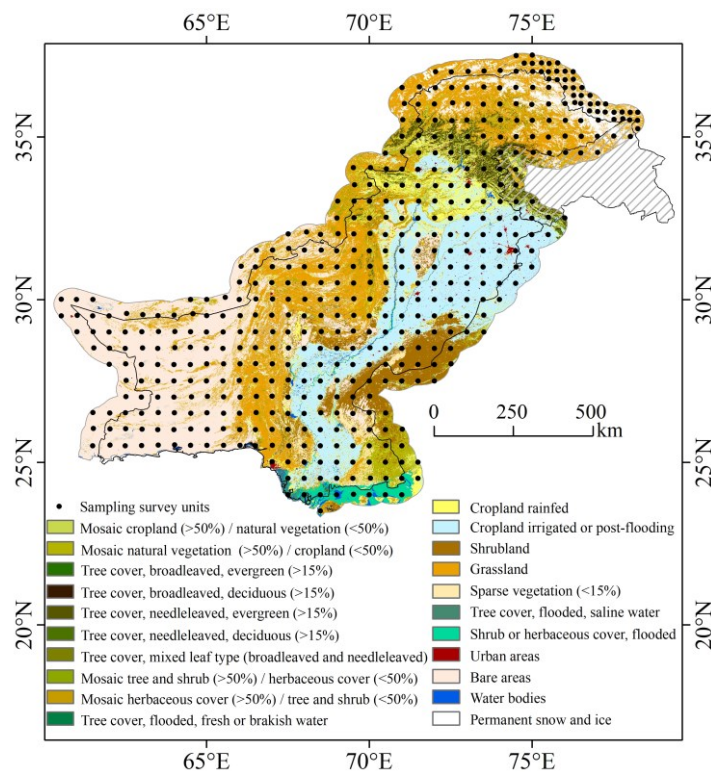 65°E 70°E 75°E
35°N 35°N
30°N 30°N
0 250 500
km
25°N 25°N
20°N 20°N
Sampling survey units
Mosaic cropland (>50%) / natural vegetation (<50%)
Mosaic natural vegetation (>50%) / cropland (<50%)
Tree cover, broadleaved, evergreen (>15%)
Tree cover, broadleaved, deciduous (>15%)
Tree cover, needleleaved, evergreen (>15%)
Tree cover, needleleleaved, deciduous (>15%)
Tree cover, mixed leaf type (broadleaved and needleleaved)
Mosaic tree and shrub (>50%) / herbaceous cover (<50%)
Mosaic herbaceous cover (>50%) / tree and shrub (<50%)
Tree cover, flooded, fresh or brakish water
Cropland rainfed
Cropland irrigated or post-flooding
Shrubland
Grassland
Sparse vegetation (<15%)
Tree cover, flooded, saline water
Shrub or herbaceous cover, flooded
Urban areas
Bare areas
Water bodies
Permanent snow and ice
65°E 70°E 75°E